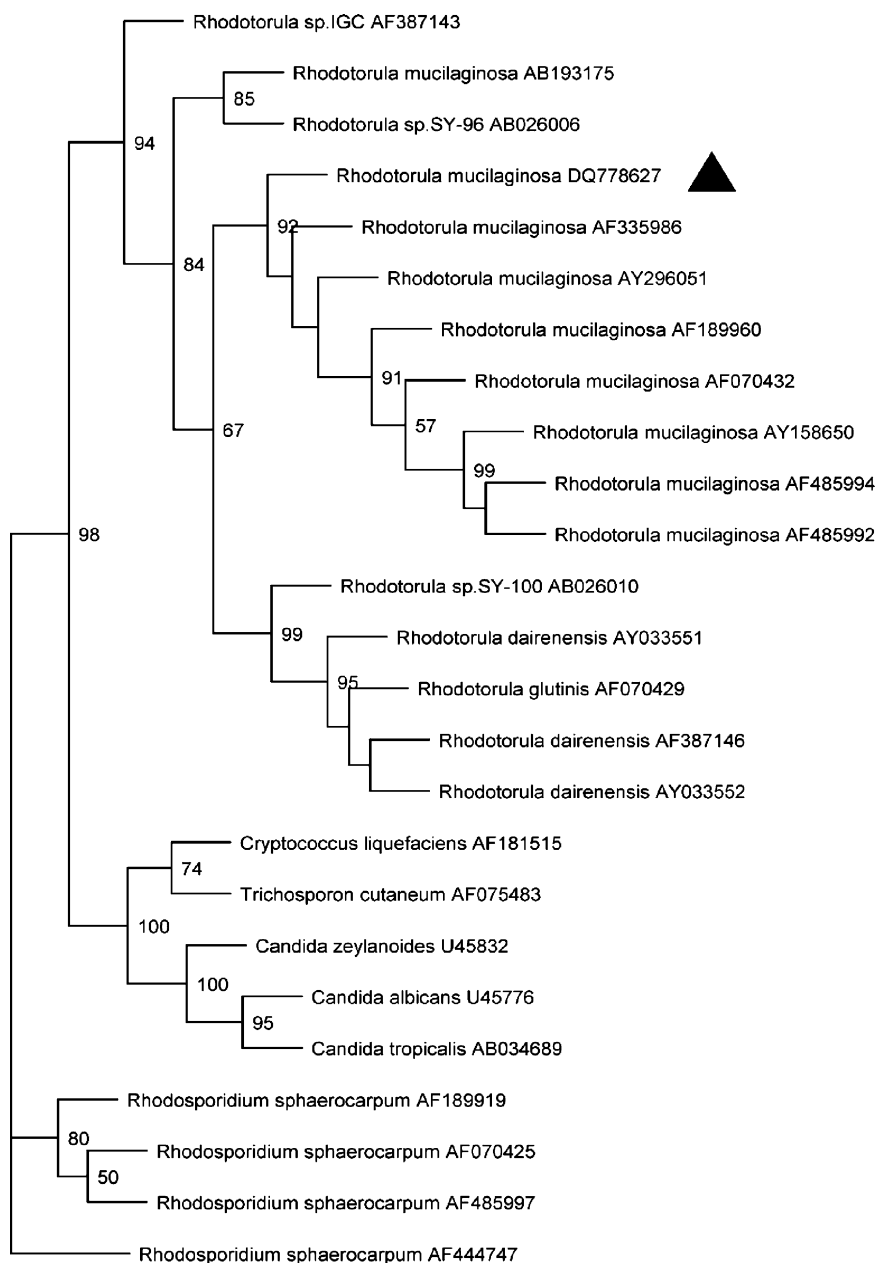 Rhodotorula sp.IGC AF387143
Rhodotorula mucilaginosa AB193175
85
Rhodotorula sp.SY-96 AB026006
94
Rhodotorula mucilaginosa DQ778627
92
Rhodotorula mucilaginosa AF335986
84
Rhodotorula mucilaginosa AY296051
Rhodotorula mucilaginosa AF189960
91
Rhodotorula mucilaginosa AF070432
57
67
Rhodotorula mucilaginosa AY158650
99
Rhodotorula mucilaginosa AF485994
98
Rhodotorula mucilaginosa AF485992
Rhodotorula sp.SY-100 AB026010
99
Rhodotorula dairenensis AY033551
95
Rhodotorula glutinis AF070429
Rhodotorula dairenensis AF387146
Rhodotorula dairenensis AY033552
Cryptococcus liquefaciens AF181515
74
Trichosporon cutaneum AF075483
100
Candida zeylanoides U45832
100
Candida albicans U45776
95
Candida tropicalis AB034689
Rhodosporidium sphaerocarpum AF189919
80
Rhodosporidium sphaerocarpum AF070425
50
Rhodosporidium sphaerocarpum AF485997
Rhodosporidium sphaerocarpum AF444747